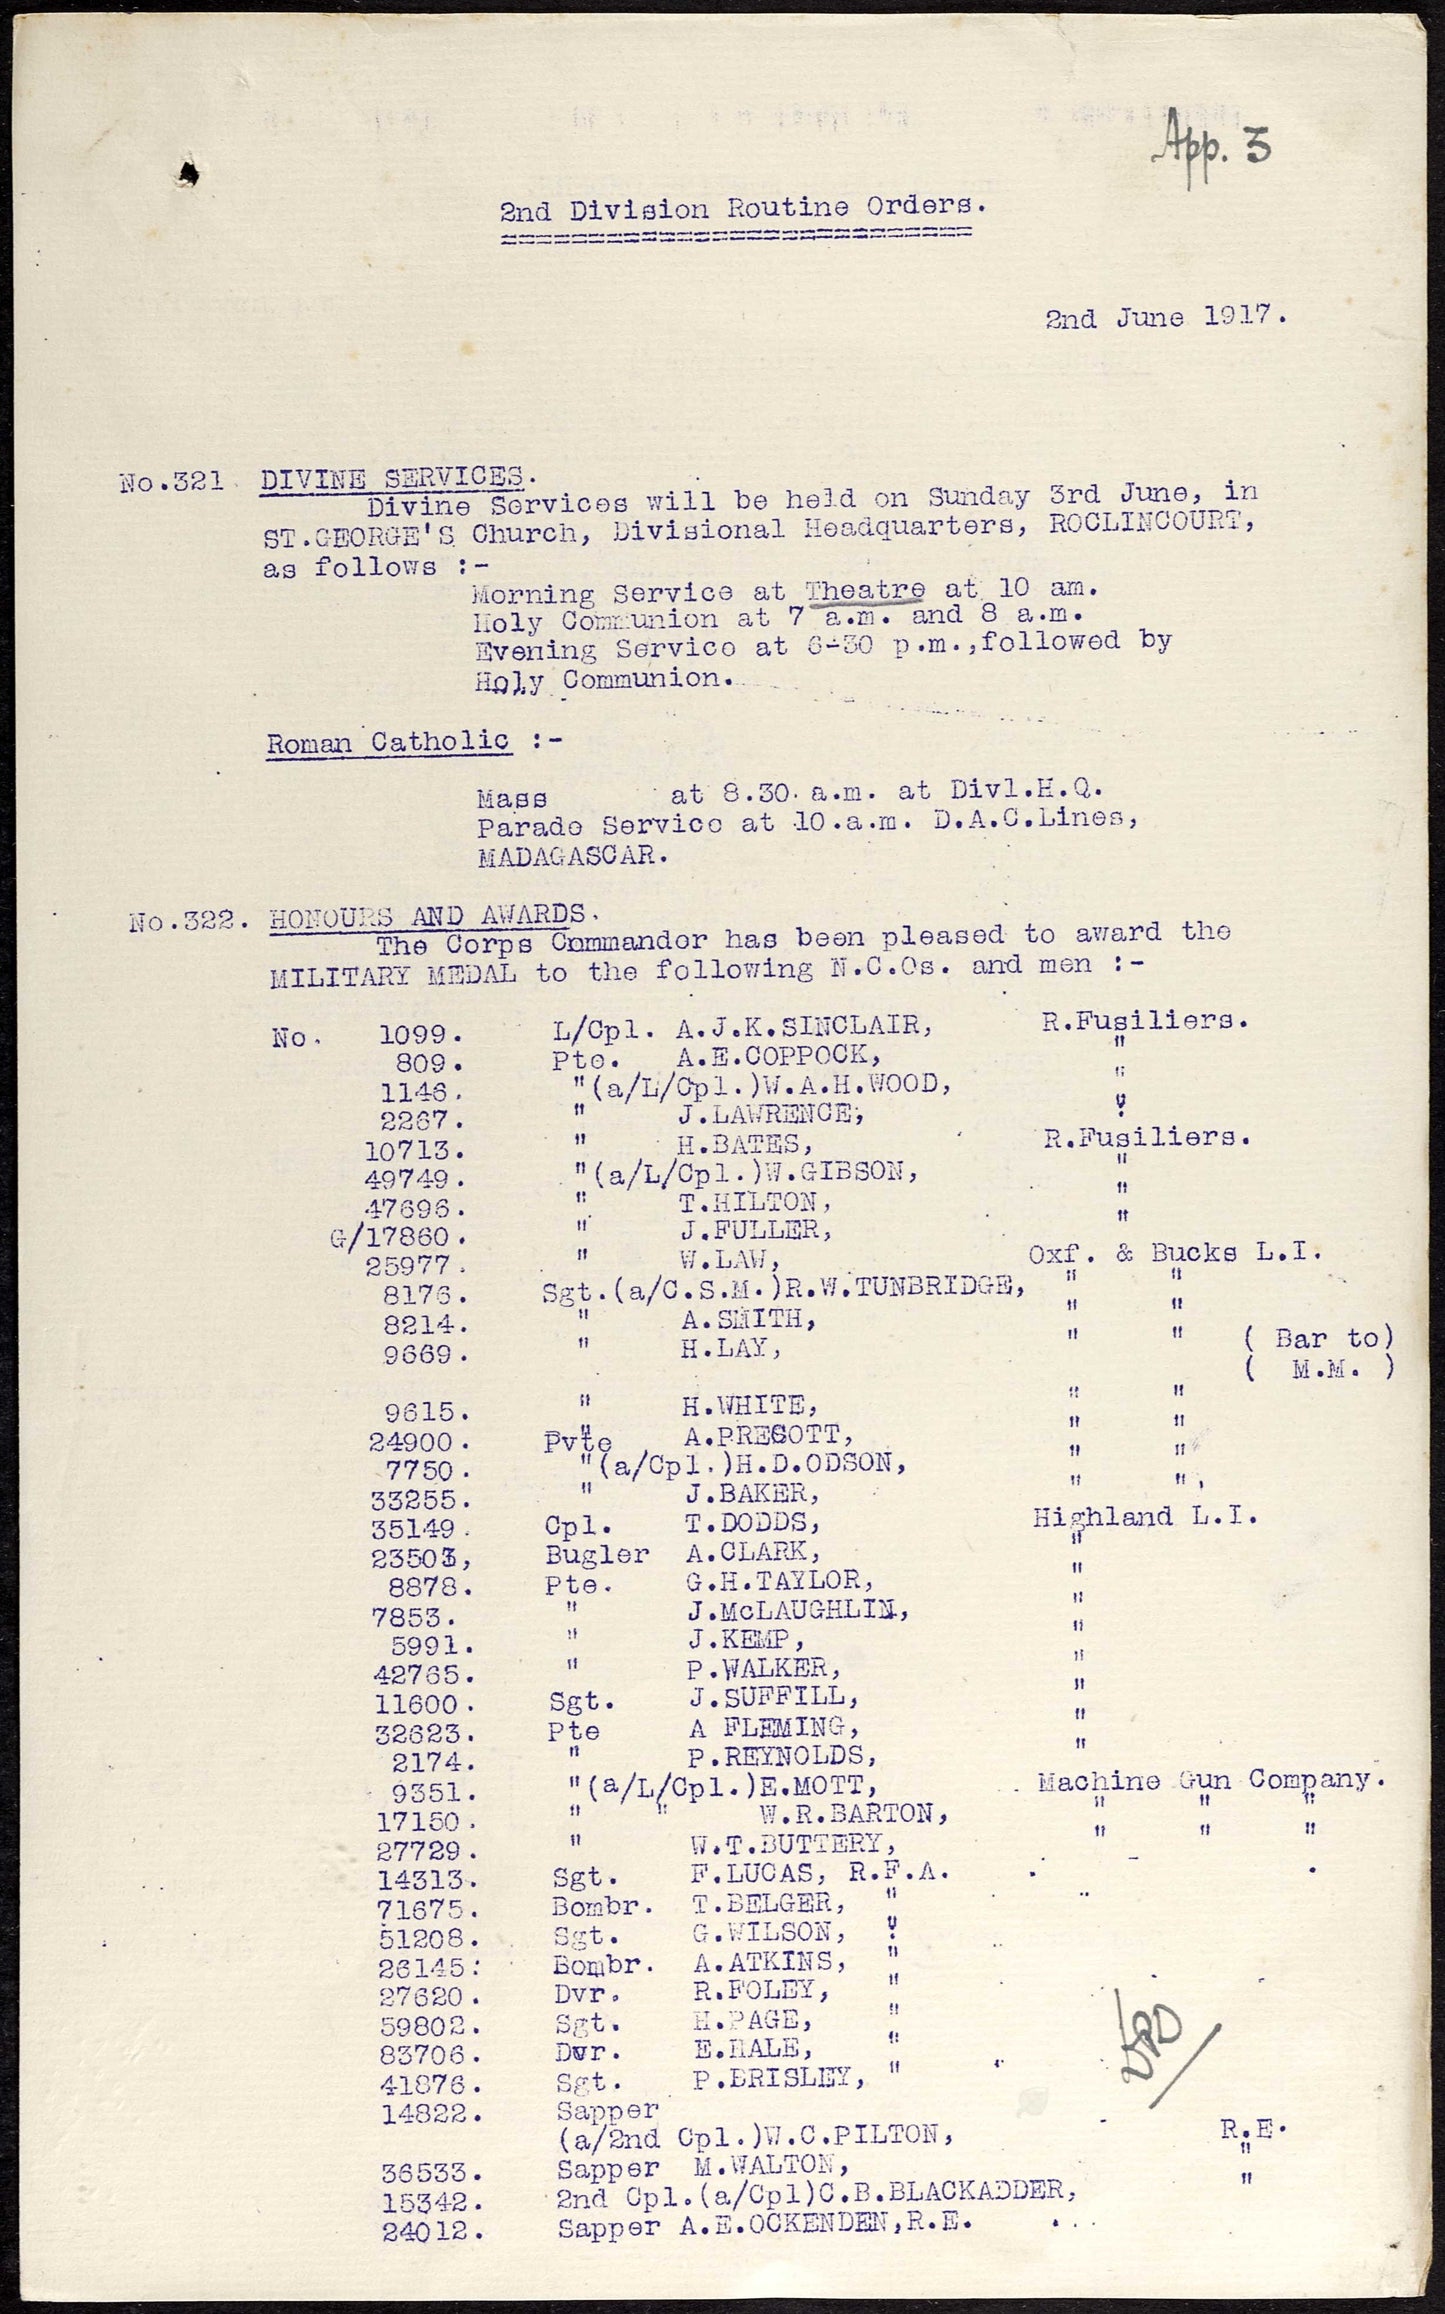 App. 3
2nd Division Routine Orders.
2nd June 1917.
No.321 DIVINE SERVICES.
Divine Services will be held on Sunday 3rd June, in
ST.GEORGE'S Church, Divisional Headquarters, ROCLINCOURT,
as follows :-
Morning Service at Theatre at 10 am.
Holy Communion at 7 a.m. and 8 a.m.
Evening Service at 6-30 p.m.,followed by
Holy Communion.
Roman Catholic :-
Mass at 8.30. a.m. at Divl.H.Q.
Parade Service at 10.a.m. D.A.C.Lines,
MADAGASCAR.
No.322. HONOURS AND AWARDS.
The Corps Cnmmander has been pleased to award the
MILITARY MEDAL to the following N.C.Os. and men :-
No. 1099. L/Cpl. A.J.K.SINCLAIR, R.Fusiliers.
809. Pte. A.E.COPPOCK, "
1146. "(a/L/Cpl.)W.A.H.WOOD, "
2267. " J.LAWRENCE, "
10713. " H.BATES, R.Fusiliers.
49749. "(a/L/Cpl.)W.GIBSON, "
47696. " T.HILTON, "
G/17860. " J.FULLER, "
25977. " W.LAW, Oxf. & Bucks L.I.
8176. Sgt.(a/C.S.M.)R.W.TUNBRIDGE, " "
8214. " A.SMITH, " "
9669. " H.LAY, " " ( Bar to)
( M.M. )
9615. " H.WHITE, " "
24900. Pvte A.PRESOTT, " "
7750. "(a/Cpl.)H.D.ODSON, " "
33255. " J.BAKER, " ",
35149. Cpl. T.DODDS, Highland L.I.
23503, Bugler A.CLARK, "
8878. Pte. G.H.TAYLOR, "
7853. " J.McLAUGHLIN, "
5991. " J.KEMP, "
42765. " P.WALKER, "
11600. Sgt. J.SUFFILL, "
32623. Pte A FLEMING, "
2174. " P.REYNOLDS, "
9351. "(a/L/Cpl.)E.MOTT, Machine Gun Company.
17150. " " W.R.BARTON, " " "
27729. " W.T.BUTTERY, " " "
14313. Sgt. F.LUCAS, R.F.A.
71675. Bombr. T.BELGER, "
51208. Sgt. G.WILSON, "
26145. Bombr. A.ATKINS, "
27620. Dvr. R.FOLEY, "
59802. Sgt. H.PAGE, "
83706. Dvr. E.HALE, "
41876. Sgt. P.BRISLEY, "
14822. Sapper
(a/2nd Cpl.)W.C.PILTON, R.E.
36533. Sapper M.WALTON, "
15342. 2nd Cpl.(a/Cpl)C.B.BLACKADDER, "
24012. Sapper A.E.OCKENDEN,R.E.